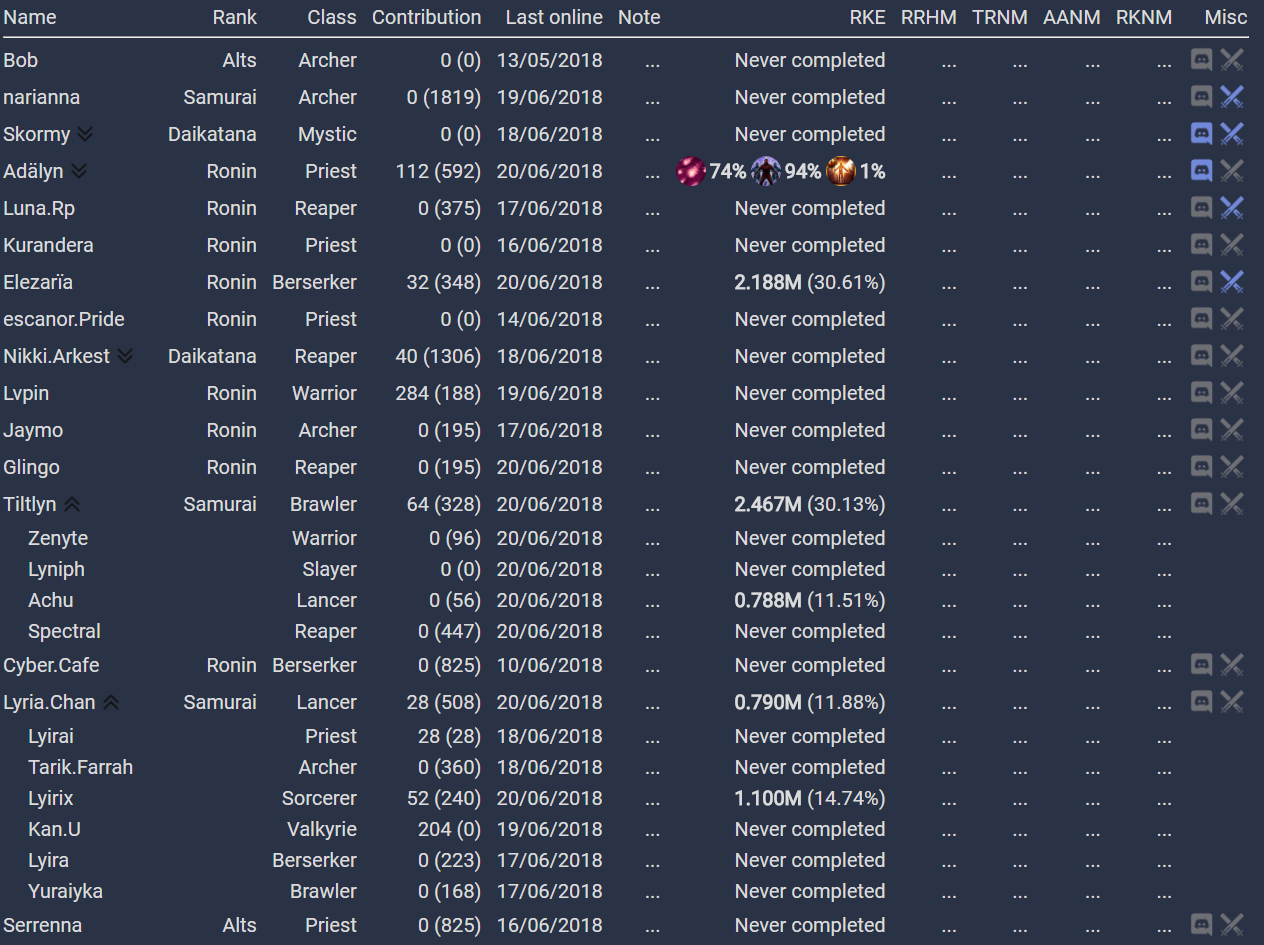 Name Rank Class Contribution Last online Note RKE RRHM TRNM AANM RKNM Misc
Bob Alts Archer 0 (0) 13/05/2018 ... Never completed ... ... ... ...
narianna Samurai Archer 0 (1819) 19/06/2018 ... Never completed ... ... ... ...
Skormy Daikatana Mystic 0 (0) 18/06/2018 ... Never completed ... ... ... ...
Adälyn Ronin Priest 112 (592) 20/06/2018 ... 74% 94% 1% ... ... ... ...
Luna.Rp Ronin Reaper 0 (375) 17/06/2018 ... Never completed ... ... ... ...
Kurandera Ronin Priest 0 (0) 16/06/2018 ... Never completed ... ... ... ...
Elezarïa Ronin Berserker 32 (348) 20/06/2018 ... 2.188M (30.61%) ... ... ... ...
escanor.Pride Ronin Priest 0 (0) 14/06/2018 ... Never completed ... ... ... ...
Nikki.Arkest Daikatana Reaper 40 (1306) 18/06/2018 ... Never completed ... ... ... ...
Lvpin Ronin Warrior 284 (188) 19/06/2018 ... Never completed ... ... ... ...
Jaymo Ronin Archer 0 (195) 17/06/2018 ... Never completed ... ... ... ...
Glingo Ronin Reaper 0 (195) 20/06/2018 ... Never completed ... ... ... ...
Tiltlyn Samurai Brawler 64 (328) 20/06/2018 ... 2.467M (30.13%) ... ... ... ...
Zenyte Warrior 0 (96) 20/06/2018 ... Never completed ... ... ... ...
Lyniph Slayer 0 (0) 20/06/2018 ... Never completed ... ... ... ...
Achu Lancer 0 (56) 20/06/2018 ... 0.788M (11.51%) ... ... ... ...
Spectral Reaper 0 (447) 20/06/2018 ... Never completed ... ... ... ...
Cyber.Cafe Ronin Berserker 0 (825) 10/06/2018 ... Never completed ... ... ... ...
Lyria.Chan Samurai Lancer 28 (508) 20/06/2018 ... 0.790M (11.88%) ... ... ... ...
Lyirai Priest 28 (28) 18/06/2018 ... Never completed ... ... ... ...
Tarik.Farrah Archer 0 (360) 18/06/2018 ... Never completed ... ... ... ...
Lyirix Sorcerer 52 (240) 20/06/2018 ... 1.100M (14.74%) ... ... ... ...
Kan.U Valkyrie 204 (0) 19/06/2018 ... Never completed ... ... ... ...
Lyira Berserker 0 (223) 17/06/2018 ... Never completed ... ... ... ...
Yuraiyka Brawler 0 (168) 17/06/2018 ... Never completed ... ... ... ...
Serrenna Alts Priest 0 (825) 16/06/2018 ... Never completed ... ... ... ...